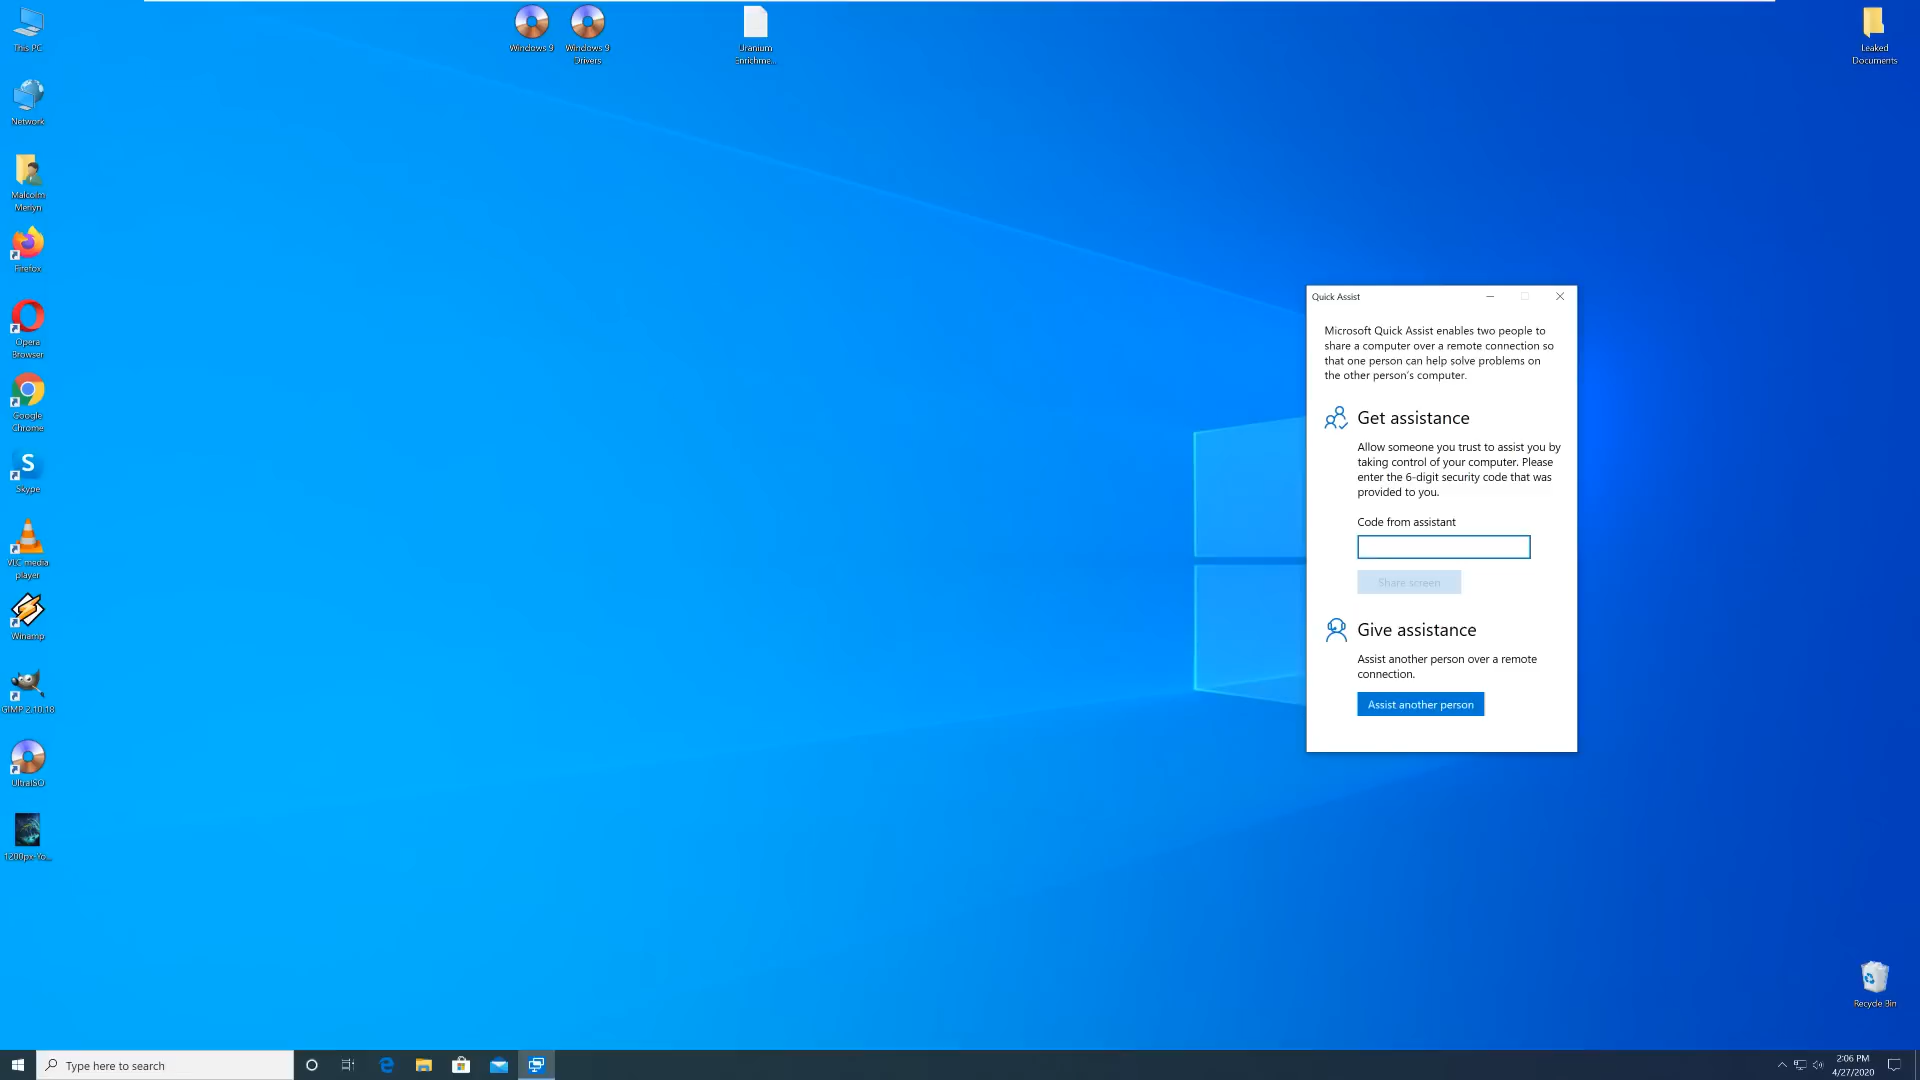 This PC
Network
Malcolm
Merlyn
Firefox
Opera
Browser
Google
Chrome
S
Skype
VLC media
player
Winamp
GIMP 2.10.18
UltraISO
1200px-Yo...
Windows 9
Windows 9
Drivers
Uranium
Enrichme...
Leaked
Documents
Quick Assist
Microsoft Quick Assist enables two people to
share a computer over a remote connection so
that one person can help solve problems on
the other person's computer.
Get assistance
Allow someone you trust to assist you by
taking control of your computer. Please
enter the 6-digit security code that was
provided to you.
Code from assistant
Share screen
Give assistance
Assist another person over a remote
connection.
Assist another person
Recycle Bin
Type here to search
2:06 PM
4/27/2020